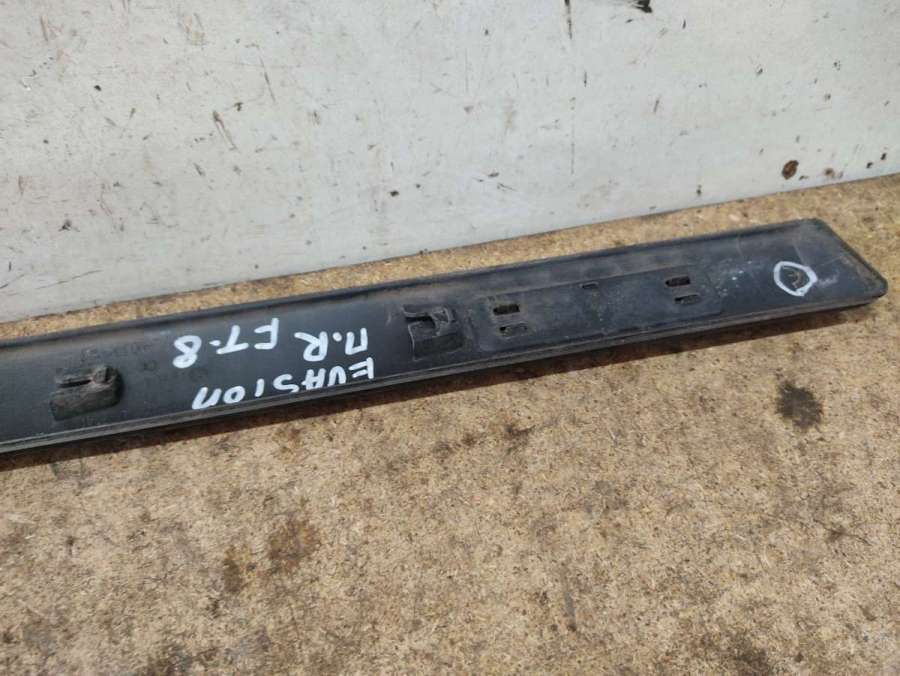 EVASION
П.R FT-8